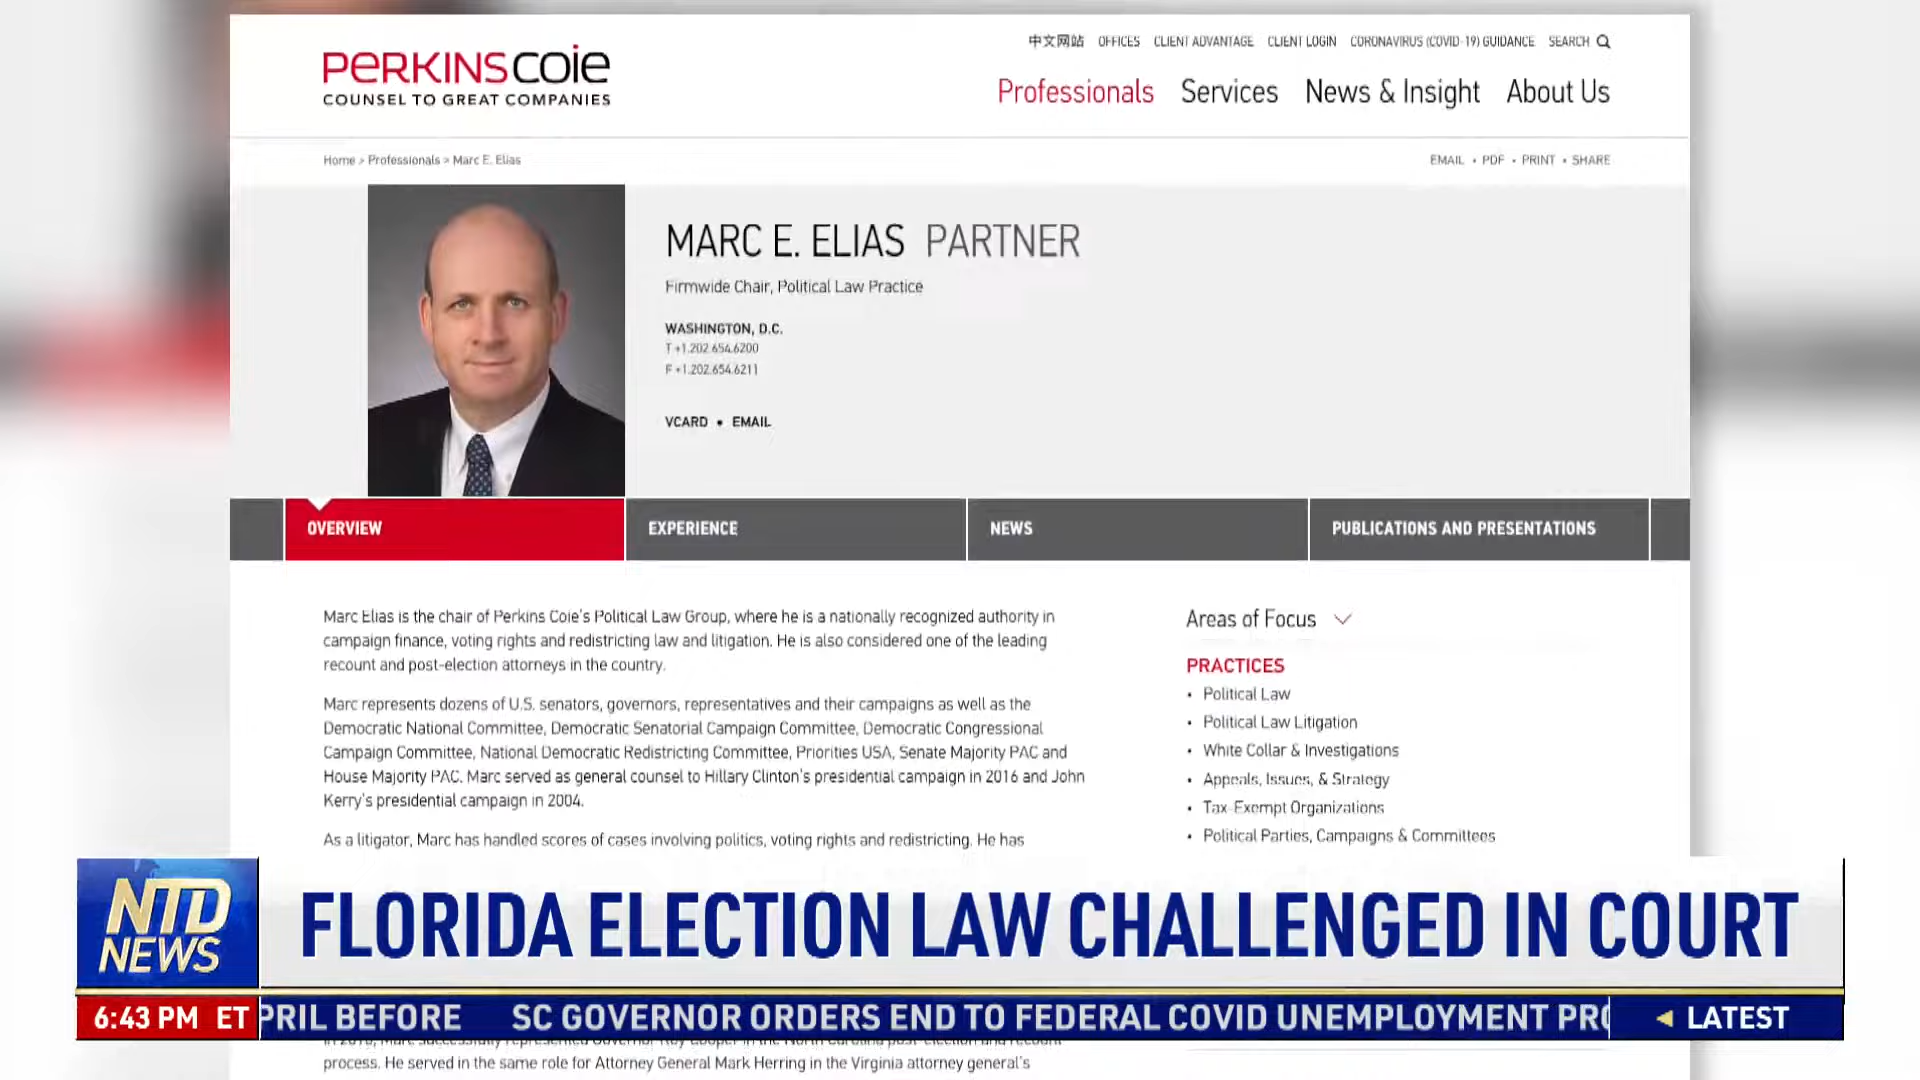 PERKINSCOIE
COUNSEL TO GREAT COMPANIES
中文网站 OFFICES CLIENT ADVANTAGE CLIENT LOGIN CORONAVIRUS (COVID-19) GUIDANCE SEARCH
Professionals Services News & Insight About Us
Home > Professionals > Marc E. Elias
EMAIL • PDF • PRINT • SHARE
MARC E. ELIAS PARTNER
Firmwide Chair, Political Law Practice
WASHINGTON, D.C.
T +1.202.654.6200
F +1.202.654.6211
VCARD • EMAIL
OVERVIEW EXPERIENCE NEWS PUBLICATIONS AND PRESENTATIONS
Marc Elias is the chair of Perkins Coie's Political Law Group, where he is a nationally recognized authority in
campaign finance, voting rights and redistricting law and litigation. He is also considered one of the leading
recount and post-election attorneys in the country.
Marc represents dozens of U.S. senators, governors, representatives and their campaigns as well as the
Democratic National Committee, Democratic Senatorial Campaign Committee, Democratic Congressional
Campaign Committee, National Democratic Redistricting Committee, Priorities USA, Senate Majority PAC and
House Majority PAC. Marc served as general counsel to Hillary Clinton's presidential campaign in 2016 and John
Kerry's presidential campaign in 2004.
As a litigator, Marc has handled scores of cases involving politics, voting rights and redistricting. He has
Areas of Focus
PRACTICES
• Political Law
• Political Law Litigation
• White Collar & Investigations
• Appeals, Issues, & Strategy
• Tax-Exempt Organizations
• Political Parties, Campaigns & Committees
NTD
NEWS
FLORIDA ELECTION LAW CHALLENGED IN COURT
6:43 PM ET
PRIL BEFORE SC GOVERNOR ORDERS END TO FEDERAL COVID UNEMPLOYMENT PRO
LATEST
process. He served in the same role for Attorney General Mark Herring in the Virginia attorney general's